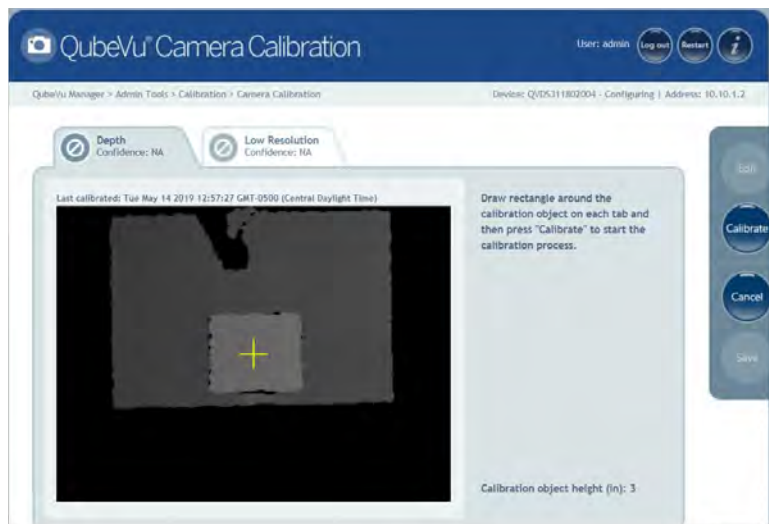 QubeVu® Camera Calibration
User: admin
Log out
Restart
i
QubeVu Manager > Admin Tools > Calibration > Camera Calibration
Device: QVDS311802004 - Configuring | Address: 10.10.1.2
Depth
Confidence: NA
Low Resolution
Confidence: NA
Edit
Last calibrated: Tue May 14 2019 12:57:27 GMT-0500 (Central Daylight Time)
Draw rectangle around the
calibration object on each tab and
then press "Calibrate" to start the
calibration process.
Calibrate
Cancel
Save
Calibration object height (in): 3